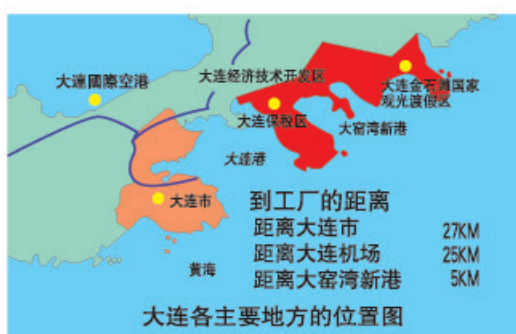 大連國際空港
大连经济技术开发区
大连金石滩国家
观光渡假区
大连保税区
大窑湾新港
大连港
大连市
到工厂的距离
距离大连市 27KM
距离大连机场 25KM
距离大窑湾新港 5KM
黄海
大连各主要地方的位置图